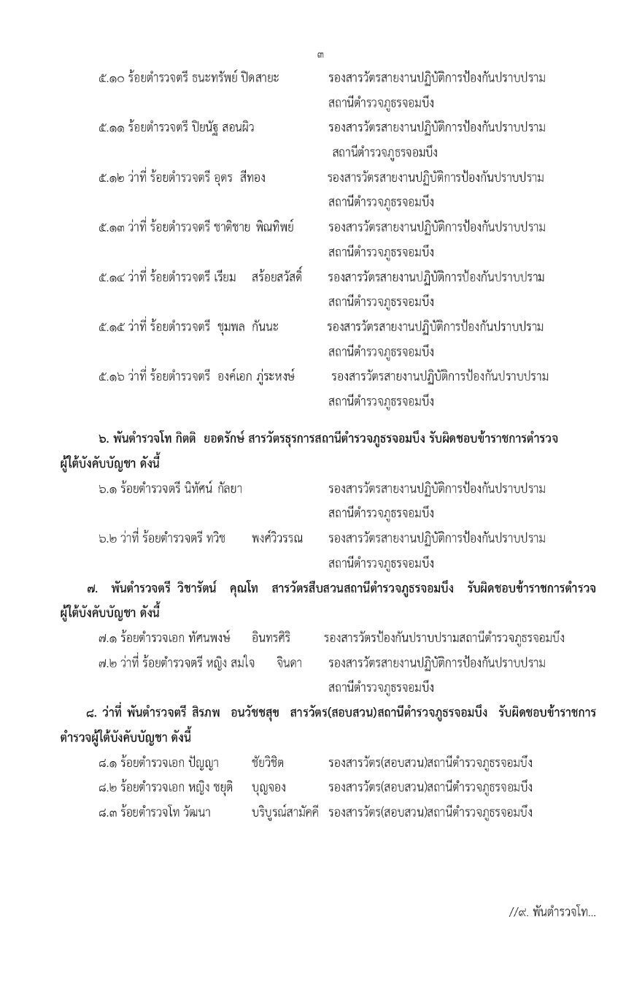 ๓
๕.๑๐ ร้อยตำรวจตรี ธนะทรัพย์ ปิดสายะ รองสารวัตรสายงานปฏิบัติการป้องกันปราบปราม
สถานีตำรวจภูธรจอมบึง
๕.๑๑ ร้อยตำรวจตรี ปิยนัฐ สอนผิว รองสารวัตรสายงานปฏิบัติการป้องกันปราบปราม
สถานีตำรวจภูธรจอมบึง
๕.๑๒ ว่าที่ ร้อยตำรวจตรี อุดร สีทอง รองสารวัตรสายงานปฏิบัติการป้องกันปราบปราม
สถานีตำรวจภูธรจอมบึง
๕.๑๓ ว่าที่ ร้อยตำรวจตรี ชาติชาย พิณทิพย์ รองสารวัตรสายงานปฏิบัติการป้องกันปราบปราม
สถานีตำรวจภูธรจอมบึง
๕.๑๔ ว่าที่ ร้อยตำรวจตรี เรียม สร้อยสวัสดิ์ รองสารวัตรสายงานปฏิบัติการป้องกันปราบปราม
สถานีตำรวจภูธรจอมบึง
๕.๑๕ ว่าที่ ร้อยตำรวจตรี ชุมพล กันนะ รองสารวัตรสายงานปฏิบัติการป้องกันปราบปราม
สถานีตำรวจภูธรจอมบึง
๕.๑๖ ว่าที่ ร้อยตำรวจตรี องค์เอก ภู่ระหงษ์ รองสารวัตรสายงานปฏิบัติการป้องกันปราบปราม
สถานีตำรวจภูธรจอมบึง
๖. พันตำรวจโท กิตติ ยอดรักษ์ สารวัตรธุรการสถานีตำรวจภูธรจอมบึง รับผิดชอบข้าราชการตำรวจ
ผู้ใต้บังคับบัญชา ดังนี้
๖.๑ ร้อยตำรวจตรี นิทัศน์ กัลยา รองสารวัตรสายงานปฏิบัติการป้องกันปราบปราม
สถานีตำรวจภูธรจอมบึง
๖.๒ ว่าที่ ร้อยตำรวจตรี ทวิช พงศ์วิวรรณ รองสารวัตรสายงานปฏิบัติการป้องกันปราบปราม
สถานีตำรวจภูธรจอมบึง
๗. พันตำรวจตรี วิชารัตน์ คุณโท สารวัตรสืบสวนสถานีตำรวจภูธรจอมบึง รับผิดชอบข้าราชการตำรวจ
ผู้ใต้บังคับบัญชา ดังนี้
๗.๑ ร้อยตำรวจเอก ทัศนพงษ์ อินทรศิริ รองสารวัตรป้องกันปราบปรามสถานีตำรวจภูธรจอมบึง
๗.๒ ว่าที่ ร้อยตำรวจตรี หญิง สมใจ จินดา รองสารวัตรสายงานปฏิบัติการป้องกันปราบปราม
สถานีตำรวจภูธรจอมบึง
๘. ว่าที่ พันตำรวจตรี สิรภพ อนวัชชสุข สารวัตร(สอบสวน)สถานีตำรวจภูธรจอมบึง รับผิดชอบข้าราชการ
ตำรวจผู้ใต้บังคับบัญชา ดังนี้
๘.๑ ร้อยตำรวจเอก ปัญญา ชัยวิชิต รองสารวัตร(สอบสวน)สถานีตำรวจภูธรจอมบึง
๘.๒ ร้อยตำรวจเอก หญิง ชยุติ บุญจอง รองสารวัตร(สอบสวน)สถานีตำรวจภูธรจอมบึง
๘.๓ ร้อยตำรวจโท วัฒนา บริบูรณ์สามัคคี รองสารวัตร(สอบสวน)สถานีตำรวจภูธรจอมบึง
//๙. พันตำรวจโท...